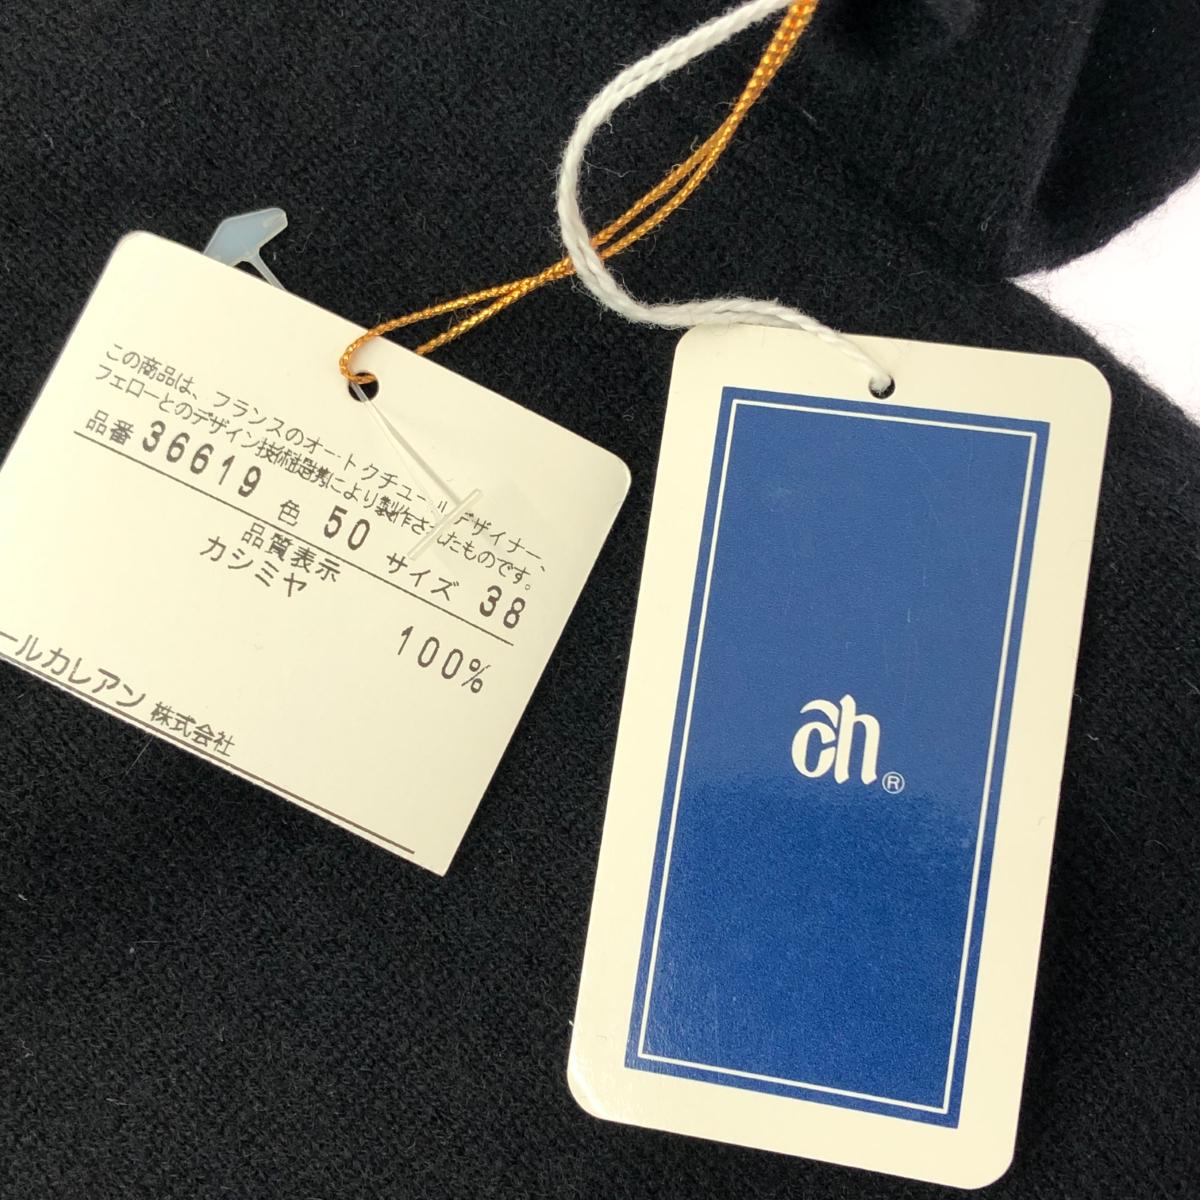 この商品は、フランスのオートクチュールデザイナー、
フェローとのデザイン技術提携により製作されたものです。
品番 36619 色 50 サイズ 38
品質表示
カシミヤ 100%
ールカレアン 株式会社
ch®